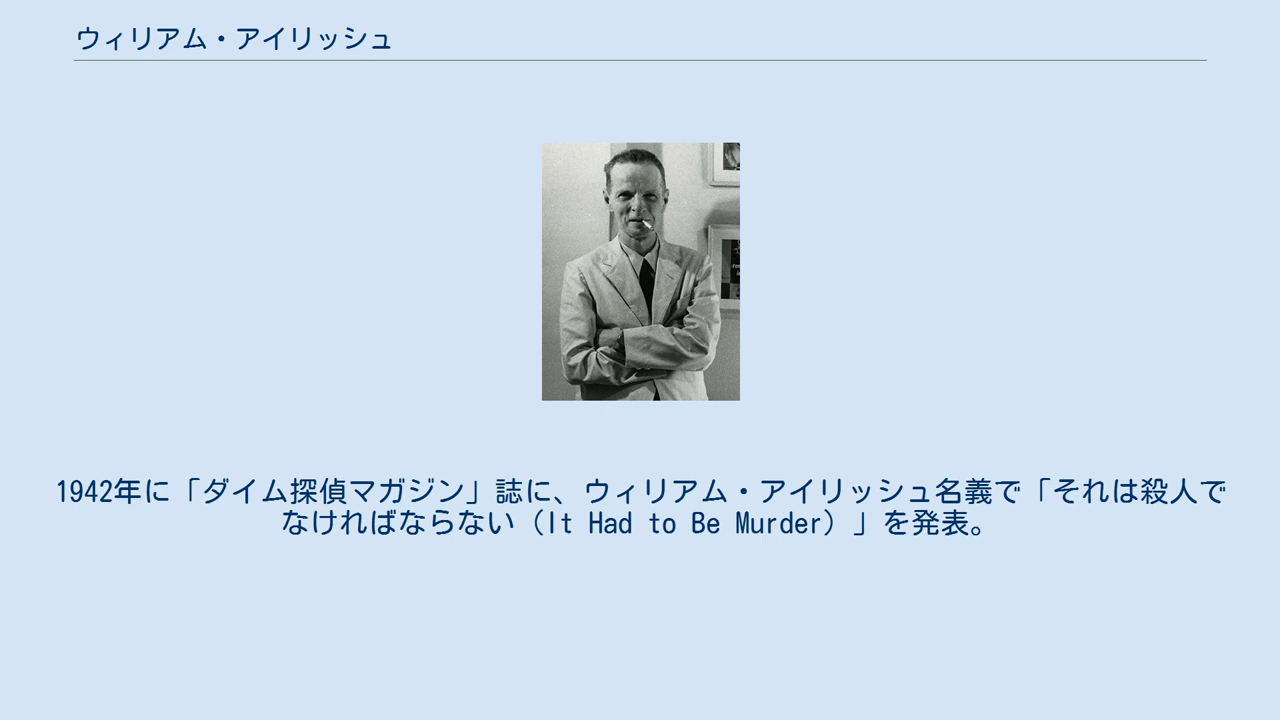 ウィリアム・アイリッシュ
1942年に「ダイム探偵マガジン」誌に、ウィリアム・アイリッシュ名義で「それは殺人で
なければならない（It Had to Be Murder）」を発表。